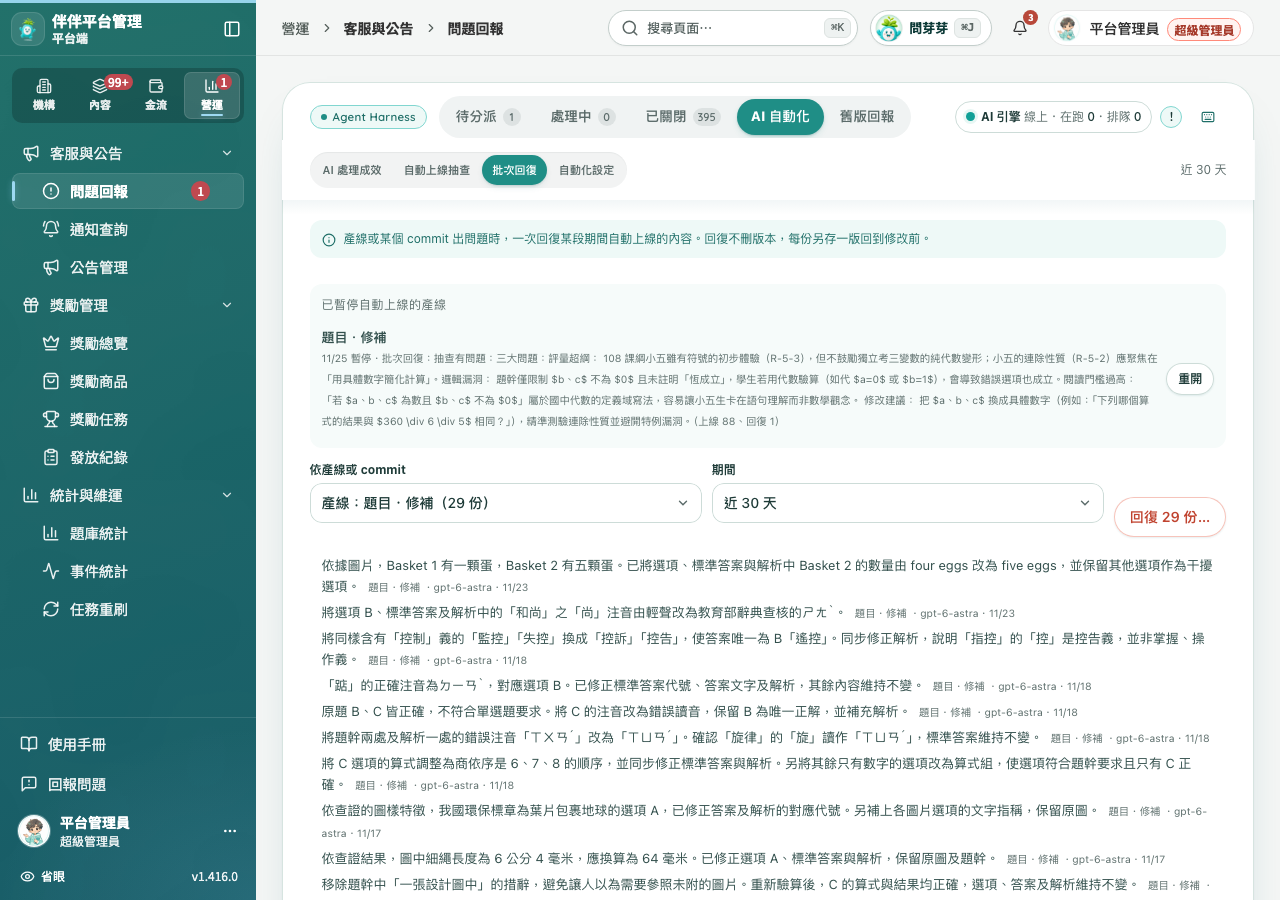 伴伴平台管理
平台端
機構
內容
99+
金流
營運
1
客服與公告
問題回報
1
通知查詢
公告管理
獎勵管理
獎勵總覽
獎勵商品
獎勵任務
發放紀錄
統計與維運
題庫統計
事件統計
任務重刷
使用手冊
回報問題
平台管理員
超級管理員
省眼
v1.416.0
營運 > 客服與公告 > 問題回報
搜尋頁面… ⌘K
問芽芽 ⌘J
3
平台管理員 超級管理員
Agent Harness
待分派 1
處理中 0
已關閉 395
AI 自動化
舊版回報
AI 引擎 線上 · 在跑 0 · 排隊 0
!
AI 處理成效
自動上線抽查
批次回復
自動化設定
近 30 天
產線或某個 commit 出問題時，一次回復某段期間自動上線的內容。回復不刪版本，每份另存一版回到修改前。
已暫停自動上線的產線
題目 · 修補
11/25 暫停 · 批次回復：抽查有問題：三大問題：評量超綱： 108 課綱小五雖有符號的初步體驗（R-5-3），但不鼓勵獨立考三變數的純代數變形；小五的連除性質（R-5-2）應聚焦在
「用具體數字簡化計算」。邏輯漏洞： 題幹僅限制 $b、c$ 不為 $0$ 且未註明「恆成立」，學生若用代數驗算（如代 $a=0$ 或 $b=1$），會導致錯誤選項也成立。閱讀門檻過高：
「若 $a、b、c$ 為數且 $b、c$ 不為 $0$」屬於國中代數的定義域寫法，容易讓小五生卡在語句理解而非數學觀念。 修改建議： 把 $a、b、c$ 換成具體數字（例如：「下列哪個算
式的結果與 $360 \div 6 \div 5$ 相同？」），精準測驗連除性質並避開特例漏洞。（上線 88、回復 1）
重開
依產線或 commit
產線：題目 · 修補（29 份）
期間
近 30 天
回復 29 份...
依據圖片，Basket 1 有一顆蛋，Basket 2 有五顆蛋。已將選項、標準答案與解析中 Basket 2 的數量由 four eggs 改為 five eggs，並保留其他選項作為干擾
選項。 題目 · 修補 · gpt-6-astra · 11/23
將選項 B、標準答案及解析中的「和尚」之「尚」注音由輕聲改為教育部辭典查核的ㄕㄤˋ。 題目 · 修補 · gpt-6-astra · 11/23
將同樣含有「控制」義的「監控」「失控」換成「控訴」「控告」，使答案唯一為 B「遙控」。同步修正解析，說明「指控」的「控」是控告義，並非掌握、操
作義。 題目 · 修補 · gpt-6-astra · 11/18
「踮」的正確注音為ㄉㄧㄢˋ，對應選項 B。已修正標準答案代號、答案文字及解析，其餘內容維持不變。 題目 · 修補 · gpt-6-astra · 11/18
原題 B、C 皆正確，不符合單選題要求。將 C 的注音改為錯誤讀音，保留 B 為唯一正解，並補充解析。 題目 · 修補 · gpt-6-astra · 11/18
將題幹兩處及解析一處的錯誤注音「ㄒㄨㄢˊ」改為「ㄒㄩㄢˊ」。確認「旋律」的「旋」讀作「ㄒㄩㄢˊ」，標準答案維持不變。 題目 · 修補 · gpt-6-astra · 11/18
將 C 選項的算式調整為商依序是 6、7、8 的順序，並同步修正標準答案與解析。另將其餘只有數字的選項改為算式組，使選項符合題幹要求且只有 C 正
確。 題目 · 修補 · gpt-6-astra · 11/18
依查證的圖樣特徵，我國環保標章為葉片包裹地球的選項 A，已修正答案及解析的對應代號。另補上各圖片選項的文字指稱，保留原圖。 題目 · 修補 · gpt-6-
astra · 11/17
依查證結果，圖中細繩長度為 6 公分 4 毫米，應換算為 64 毫米。已修正選項 A、標準答案與解析，保留原圖及題幹。 題目 · 修補 · gpt-6-astra · 11/17
移除題幹中「一張設計圖中」的措辭，避免讓人以為需要參照未附的圖片。重新驗算後，C 的算式與結果均正確，選項、答案及解析維持不變。 題目 · 修補 ·